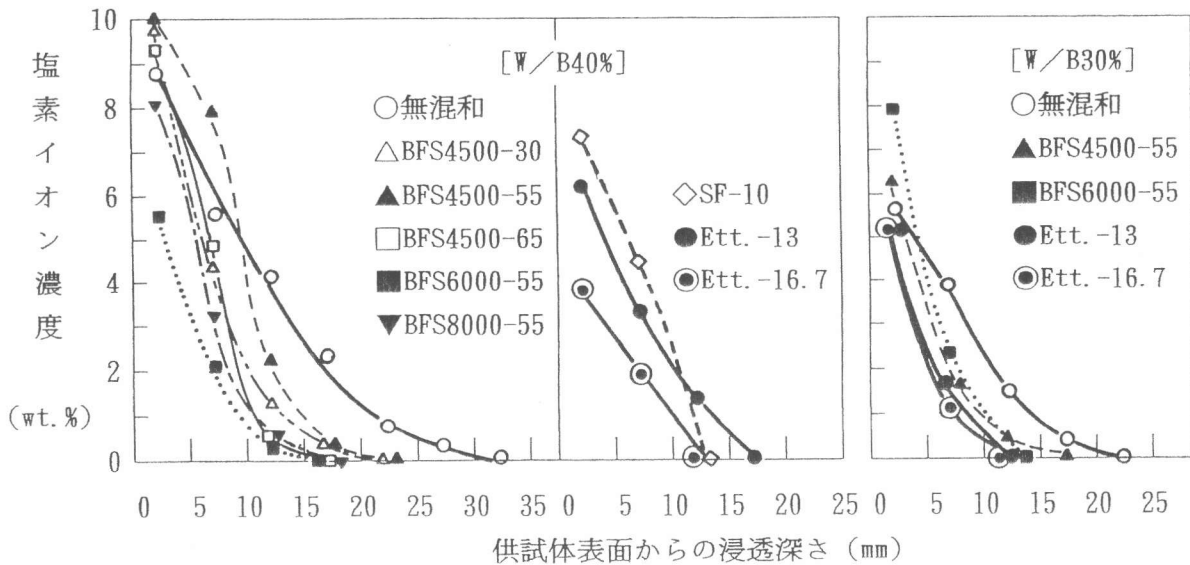 塩素イオン濃度
(wt.%)
10
8
6
4
2
0
[W/B40%]
○無混和
△BFS4500-30
▲BFS4500-55
□BFS4500-65
■BFS6000-55
▼BFS8000-55
◇SF-10
●Ett.-13
◉Ett.-16.7
[W/B30%]
○無混和
▲BFS4500-55
■BFS6000-55
●Ett.-13
◉Ett.-16.7
0 5 10 15 20 25 30 35
0 5 10 15 20 25
0 5 10 15 20 25
供試体表面からの浸透深さ (mm)